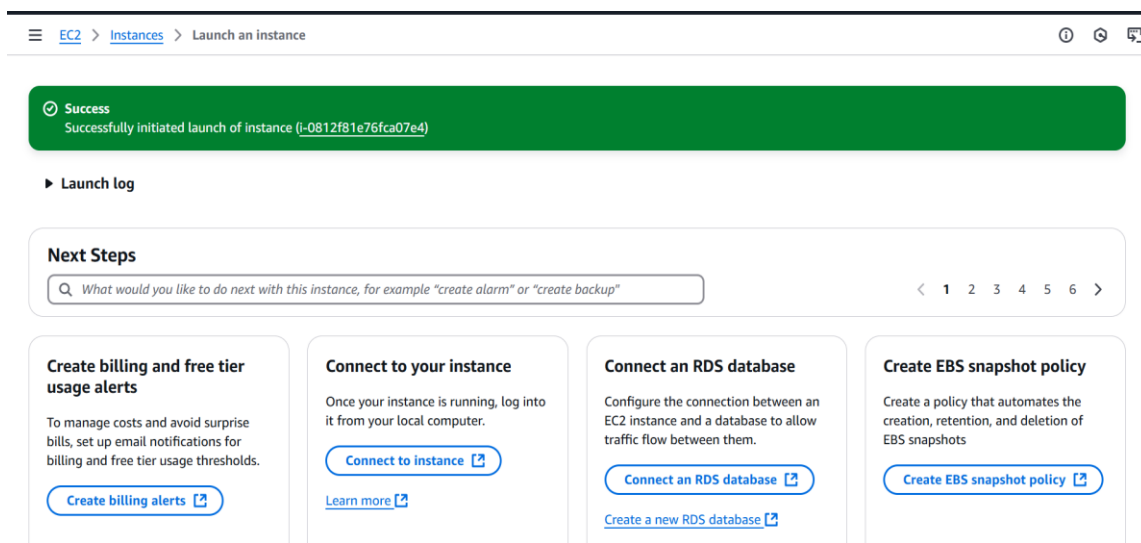 EC2 > Instances > Launch an instance
Success
Successfully initiated launch of instance (i-0812f81e76fca07e4)
Launch log
Next Steps
What would you like to do next with this instance, for example “create alarm” or “create backup”
1 2 3 4 5 6
Create billing and free tier
usage alerts
To manage costs and avoid surprise
bills, set up email notifications for
billing and free tier usage thresholds.
Create billing alerts
Connect to your instance
Once your instance is running, log into
it from your local computer.
Connect to instance
Learn more
Connect an RDS database
Configure the connection between an
EC2 instance and a database to allow
traffic flow between them.
Connect an RDS database
Create a new RDS database
Create EBS snapshot policy
Create a policy that automates the
creation, retention, and deletion of
EBS snapshots
Create EBS snapshot policy